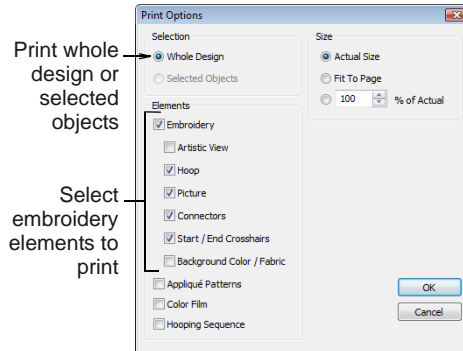 Print Options
Print whole
design or
selected
objects
Selection
Whole Design
Selected Objects
Size
Actual Size
Fit To Page
100 % of Actual
Select
embroidery
elements to
print
Elements
Embroidery
Artistic View
Hoop
Picture
Connectors
Start / End Crosshairs
Background Color / Fabric
Appliqué Patterns
Color Film
Hooping Sequence
OK
Cancel